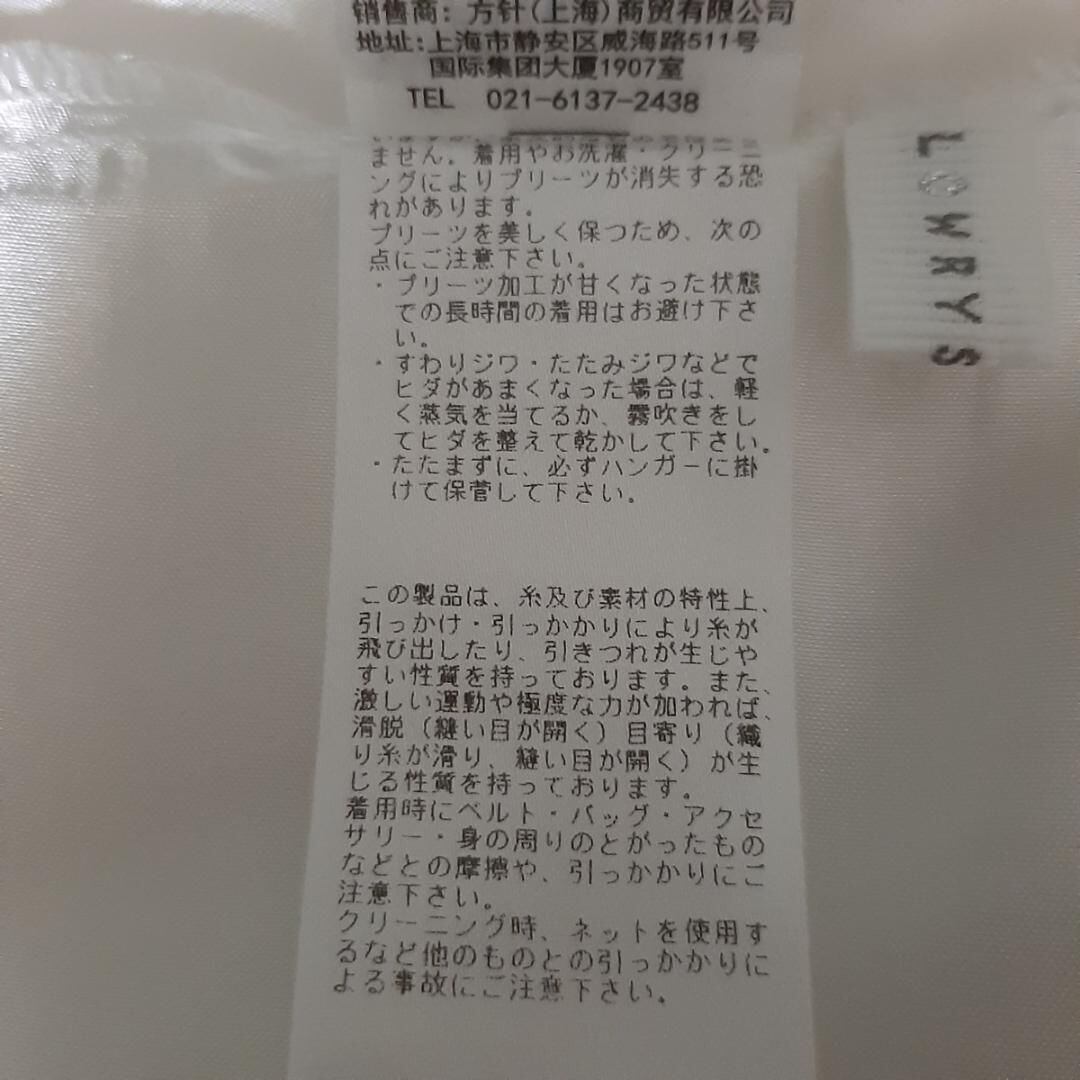 销售商: 方针(上海)商贸有限公司
地址:上海市静安区威海路511号
国际集团大厦1907室
TEL 021-6137-2438
ません。着用やお洗濯・クリーニ
ングによりプリーツが消失する恐
れがあります。
プリーツを美しく保つため、次の
点にご注意下さい。
・プリーツ加工が甘くなった状態
での長時間の着用はお避け下さ
い。
・すわりジワ・たたみジワなどで
ヒダがあまくなった場合は、軽
く蒸気を当てるか、霧吹きをし
てヒダを整えて乾かして下さい。
・たたまずに、必ずハンガーに掛
けて保菅して下さい。
この製品は、糸及び素材の特性上、
引っかけ・引っかかりにより糸が
飛び出したり、引きつれが生じや
すい性質を持っております。また、
激しい運動や極度な力が加われば、
滑脱（縫い目が開く）目寄り（織
り糸が滑り、縫い目が開く）が生
じる性質を持っております。
着用時にベルト・バッグ・アクセ
サリー・身の周りのとがったもの
などとの摩擦や、引っかかりにご
注意下さい。
クリーニング時、ネットを使用す
るなど他のものとの引っかかりに
よる事故にご注意下さい。
LOWRYS